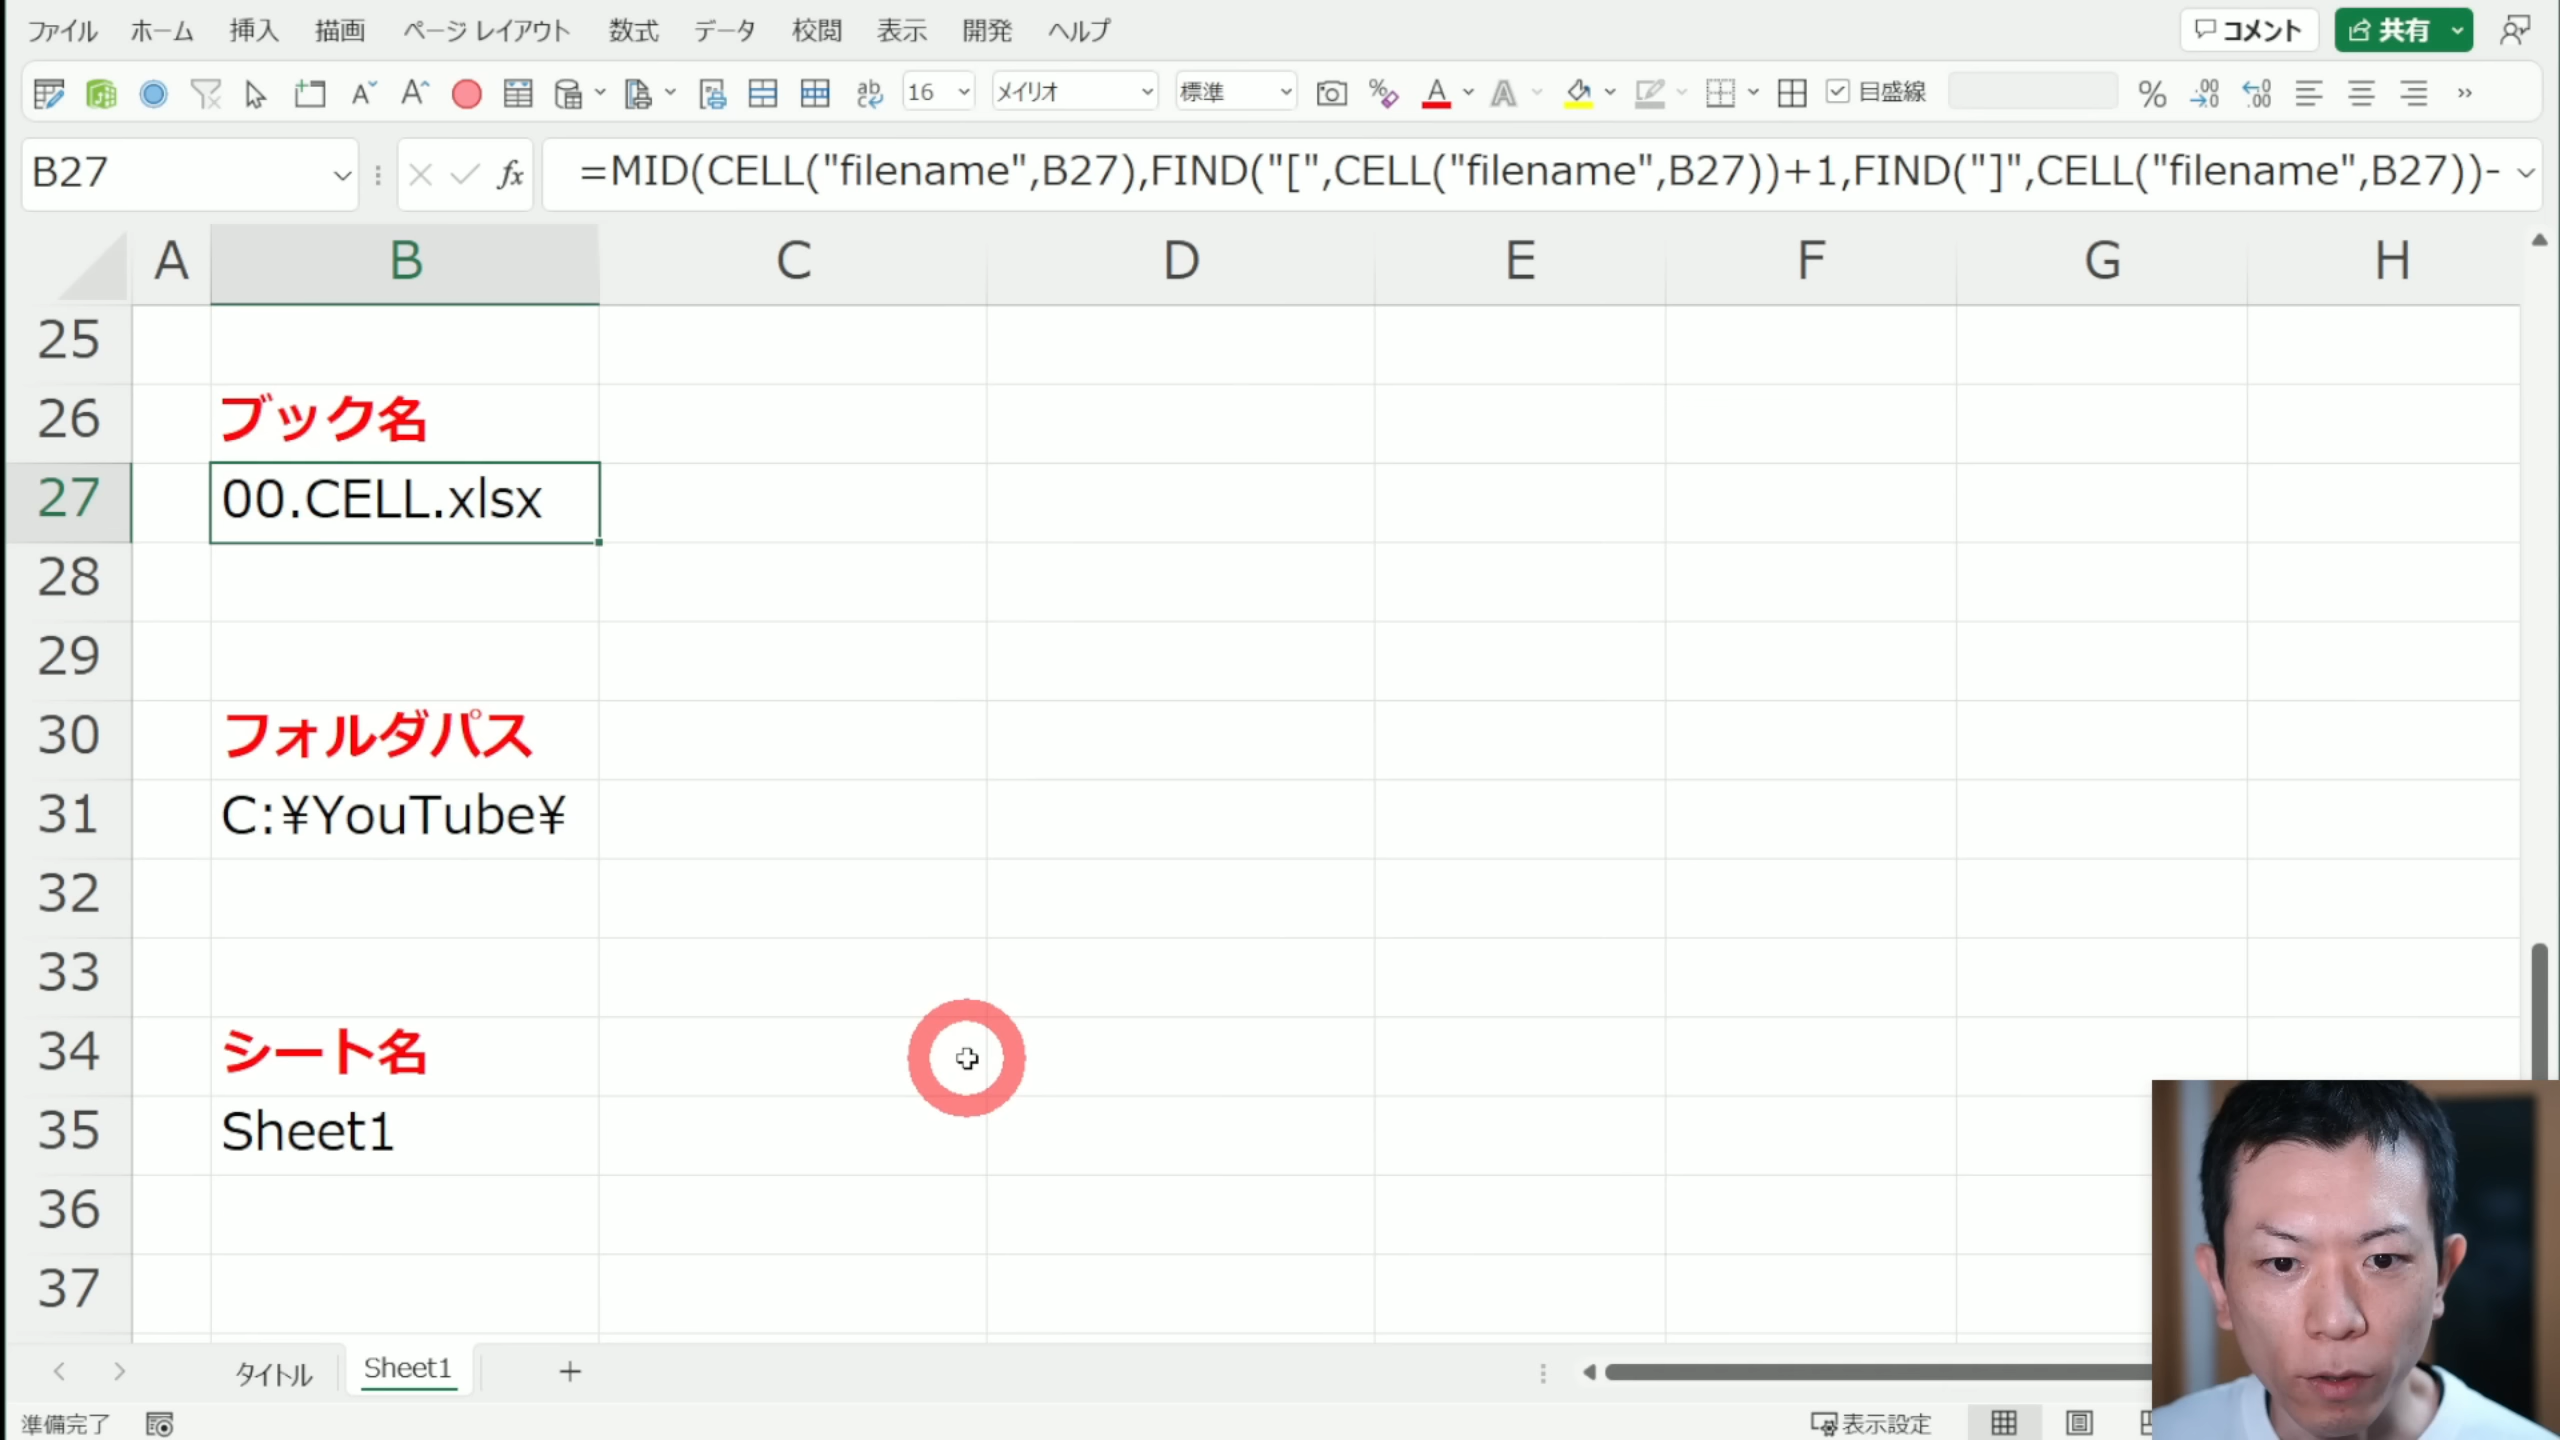 ファイル ホーム 挿入 描画 ページ レイアウト 数式 データ 校閲 表示 開発 ヘルプ コメント 共有
16 メイリオ 標準 目盛線
B27 fx =MID(CELL("filename",B27),FIND("[",CELL("filename",B27))+1,FIND("]",CELL("filename",B27))-
A B C D E F G H
25
26 ブック名
27 00.CELL.xlsx
28
29
30 フォルダパス
31 C:¥YouTube¥
32
33
34 シート名
35 Sheet1
36
37
タイトル Sheet1
準備完了 表示設定